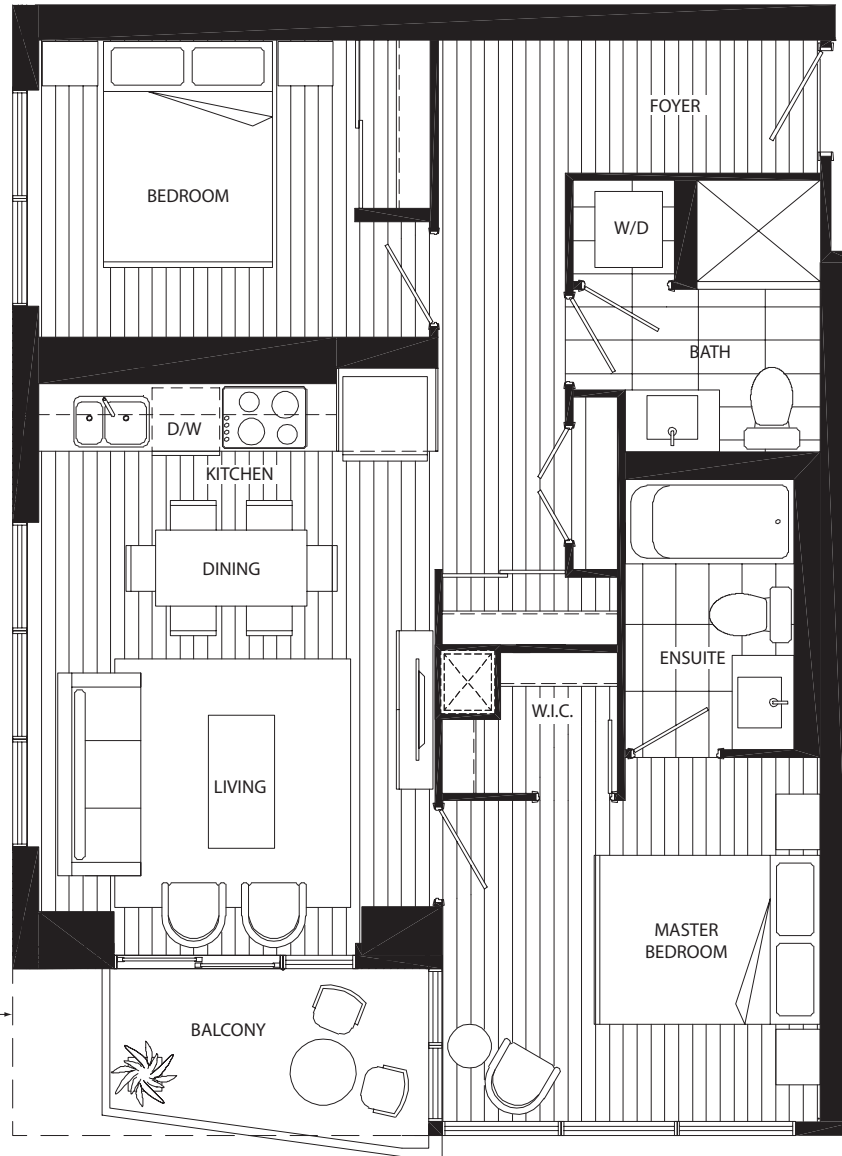 FOYER
BEDROOM
W/D
BATH
D/W
KITCHEN
DINING
ENSUITE
W.I.C.
LIVING
MASTER
BEDROOM
BALCONY